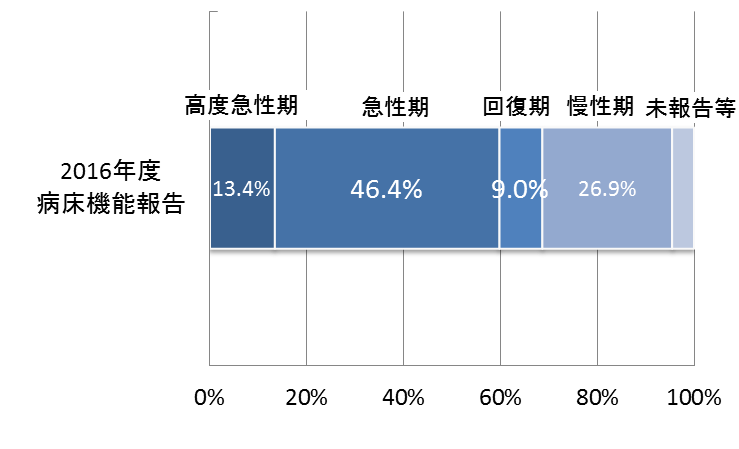 高度急性期 急性期 回復期 慢性期 未報告等
2016年度
病床機能報告
13.4% 46.4% 9.0% 26.9%
0% 20% 40% 60% 80% 100%